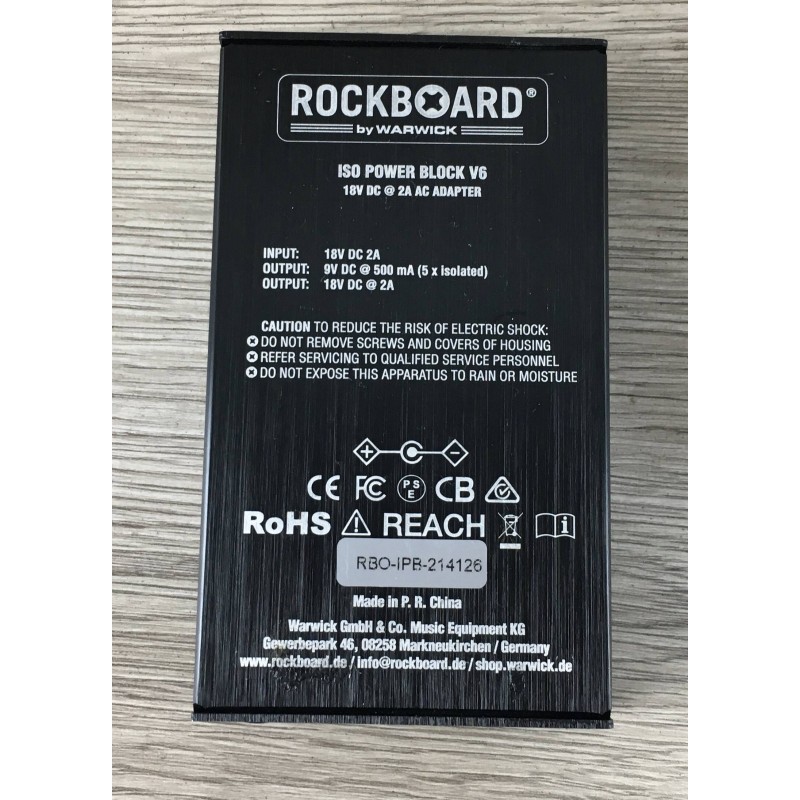 ROCKBOARD®
by WARWICK
ISO POWER BLOCK V6
18V DC @ 2A AC ADAPTER
INPUT: 18V DC 2A
OUTPUT: 9V DC @ 500 mA (5 x isolated)
OUTPUT: 18V DC @ 2A
CAUTION TO REDUCE THE RISK OF ELECTRIC SHOCK:
DO NOT REMOVE SCREWS AND COVERS OF HOUSING
REFER SERVICING TO QUALIFIED SERVICE PERSONNEL
DO NOT EXPOSE THIS APPARATUS TO RAIN OR MOISTURE
+ -
CE FC PSE CB
RoHS REACH i
RBO-IPB-214126
Made in P. R. China
Warwick GmbH & Co. Music Equipment KG
Gewerbepark 46, 08258 Markneukirchen / Germany
www.rockboard.de / info@rockboard.de / shop.warwick.de